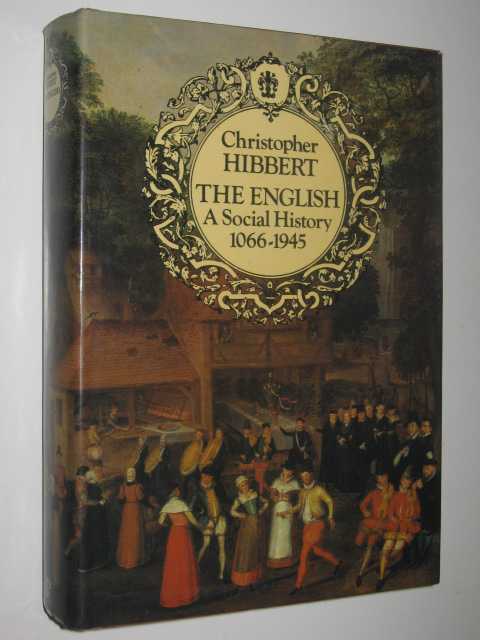 Christopher
HIBBERT
THE ENGLISH
A Social History
1066-1945